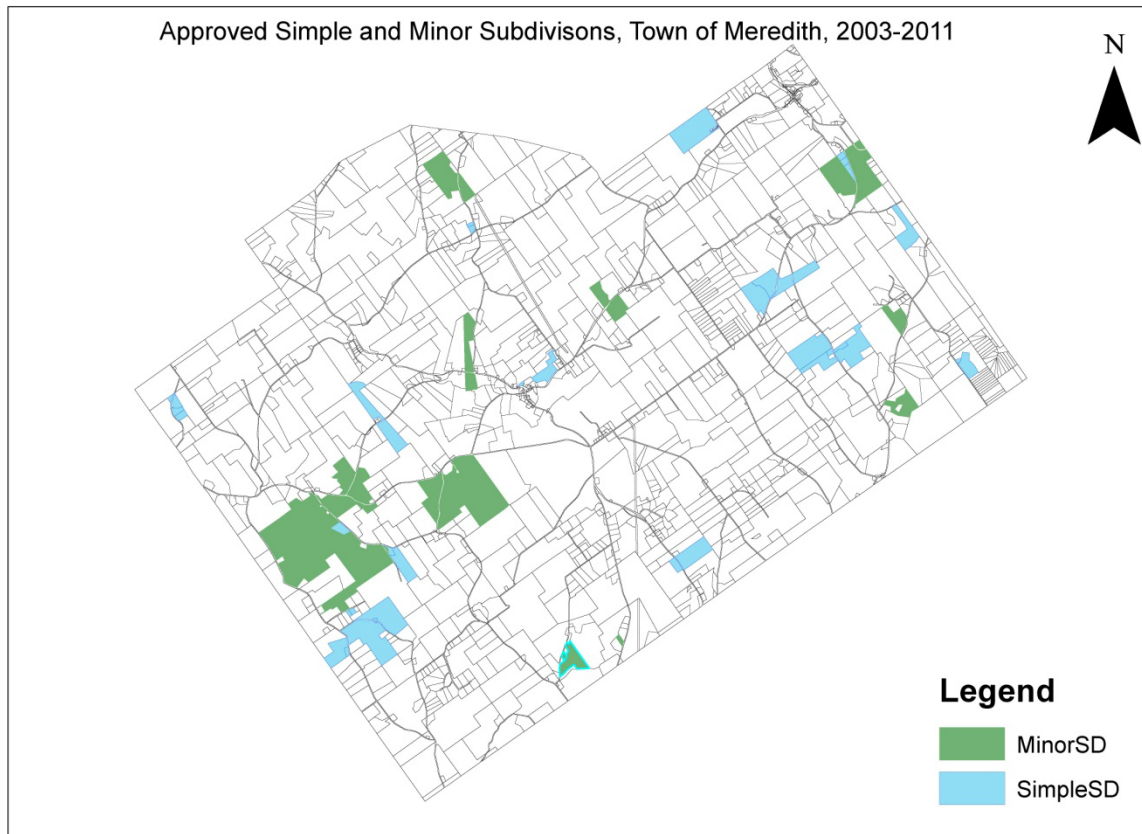 Approved Simple and Minor Subdivisons, Town of Meredith, 2003-2011
N
Legend
MinorSD
SimpleSD